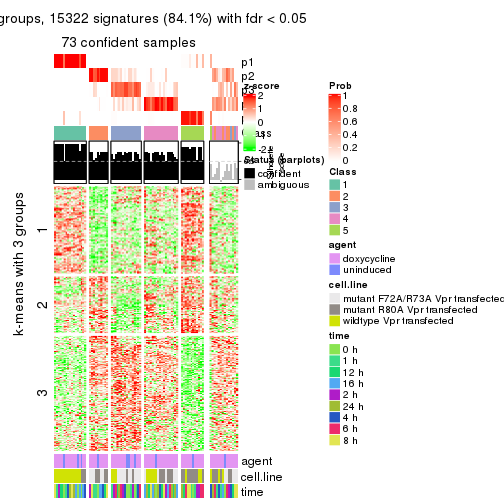 groups, 15322 signatures (84.1%) with fdr < 0.05
73 confident samples
p1
p2
z-score
2
1
0
-2
Class
Status (barplots)
confident
ambiguous
Prob
1
0.8
0.6
0.4
0.2
0
Class
1
2
3
4
5
agent
doxycycline
uninduced
cell.line
mutant F72A/R73A Vpr transfected
mutant R80A Vpr transfected
wildtype Vpr transfected
time
0 h
1 h
12 h
16 h
2 h
24 h
4 h
6 h
8 h
k-means with 3 groups
1
2
3
agent
cell.line
time